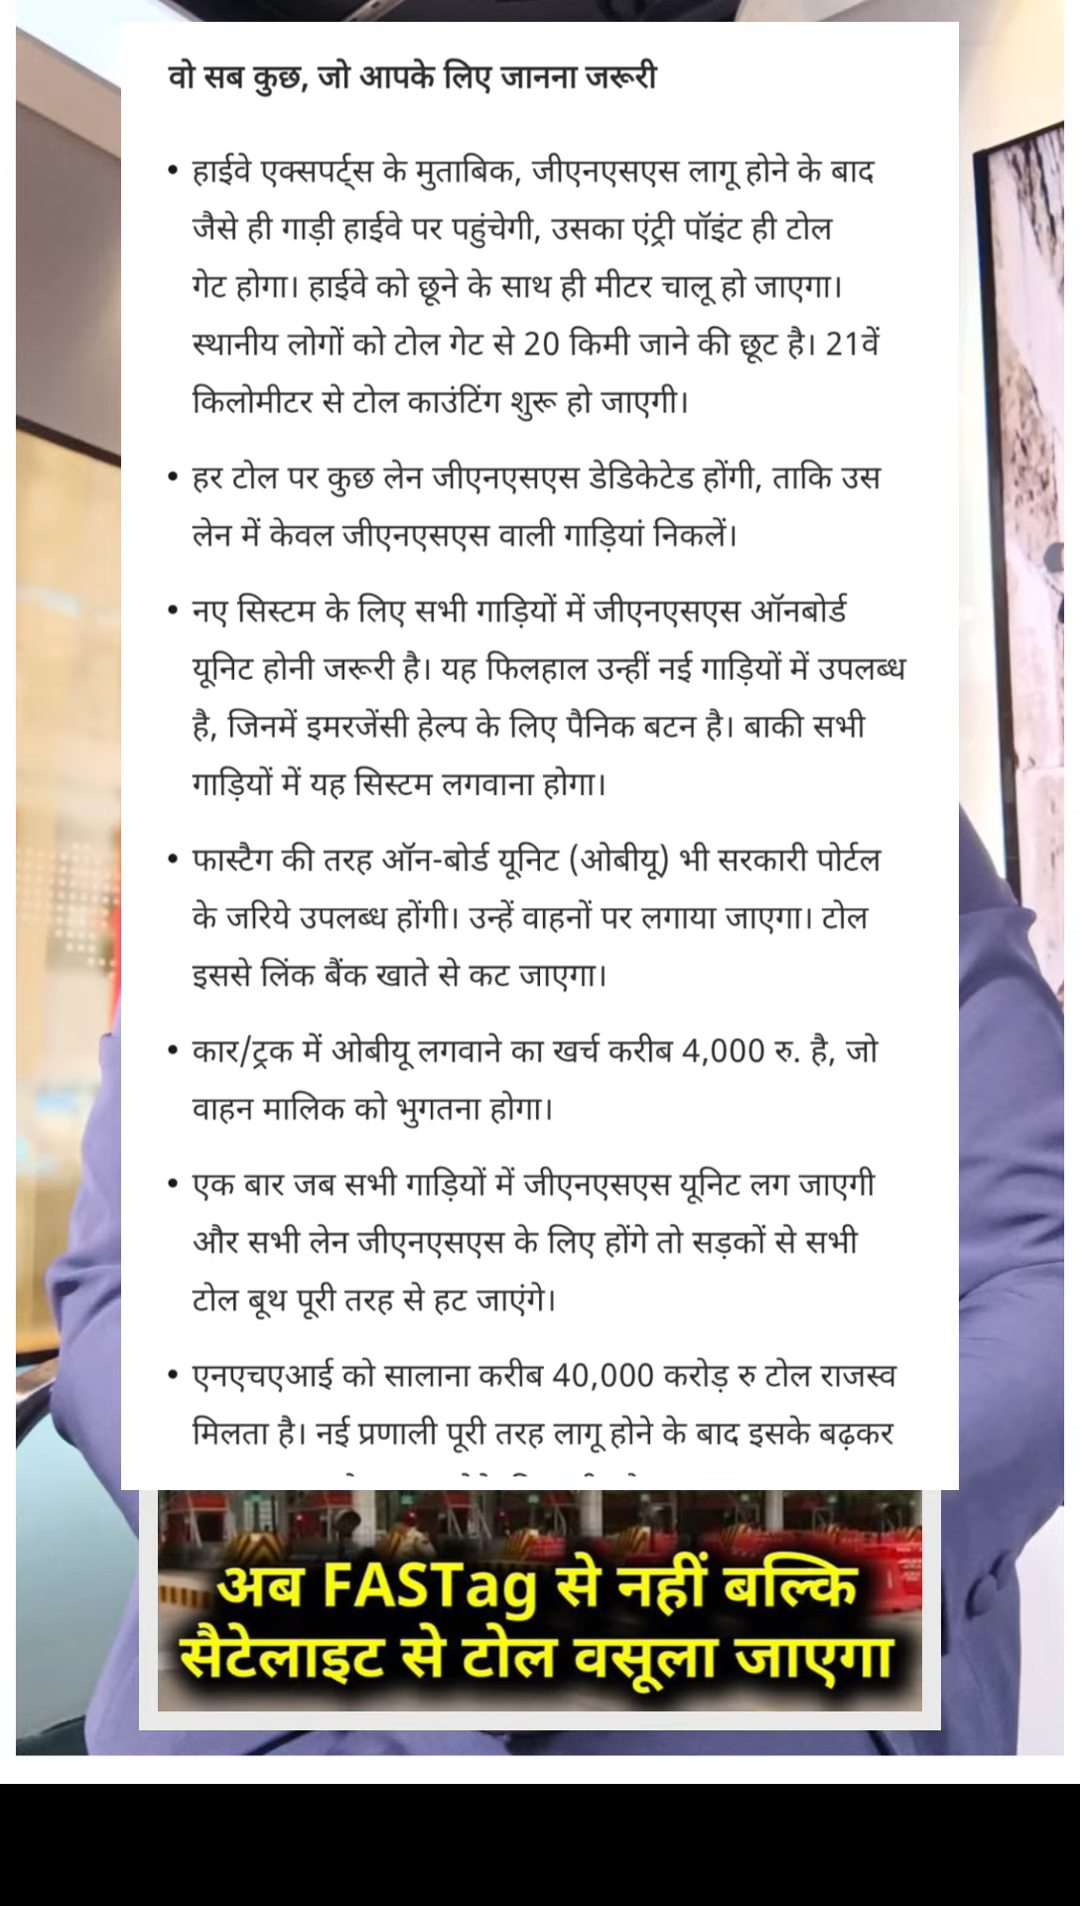 वो सब कुछ, जो आपके लिए जानना जरूरी
• हाईवे एक्सपर्ट्स के मुताबिक, जीएनएसएस लागू होने के बाद
जैसे ही गाड़ी हाईवे पर पहुंचेगी, उसका एंट्री पॉइंट ही टोल
गेट होगा। हाईवे को छूने के साथ ही मीटर चालू हो जाएगा।
स्थानीय लोगों को टोल गेट से 20 किमी जाने की छूट है। 21वें
किलोमीटर से टोल काउंटिंग शुरू हो जाएगी।
• हर टोल पर कुछ लेन जीएनएसएस डेडिकेटेड होंगी, ताकि उस
लेन में केवल जीएनएसएस वाली गाड़ियां निकलें।
• नए सिस्टम के लिए सभी गाड़ियों में जीएनएसएस ऑनबोर्ड
यूनिट होनी जरूरी है। यह फिलहाल उन्हीं नई गाड़ियों में उपलब्ध
है, जिनमें इमरजेंसी हेल्प के लिए पैनिक बटन है। बाकी सभी
गाड़ियों में यह सिस्टम लगवाना होगा।
• फास्टैग की तरह ऑन-बोर्ड यूनिट (ओबीयू) भी सरकारी पोर्टल
के जरिये उपलब्ध होंगी। उन्हें वाहनों पर लगाया जाएगा। टोल
इससे लिंक बैंक खाते से कट जाएगा।
• कार/ट्रक में ओबीयू लगवाने का खर्च करीब 4,000 रु. है, जो
वाहन मालिक को भुगतना होगा।
• एक बार जब सभी गाड़ियों में जीएनएसएस यूनिट लग जाएगी
और सभी लेन जीएनएसएस के लिए होंगे तो सड़कों से सभी
टोल बूथ पूरी तरह से हट जाएंगे।
• एनएचएआई को सालाना करीब 40,000 करोड़ रु टोल राजस्व
मिलता है। नई प्रणाली पूरी तरह लागू होने के बाद इसके बढ़कर
अब FASTag से नहीं बल्कि
सैटेलाइट से टोल वसूला जाएगा